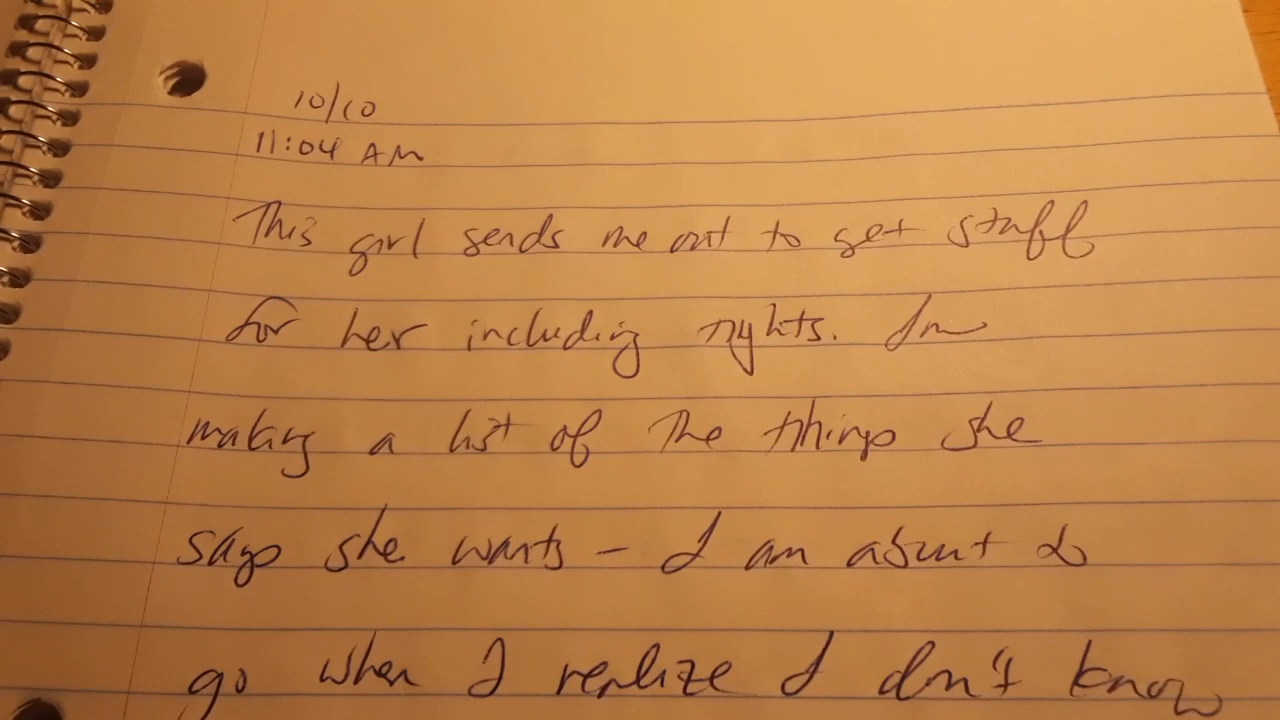 10/10
11:04 AM
This girl sends me out to get stuff
for her including tights. Im
making a list of the things she
says she wants - I am about to
go when I realize I don't know